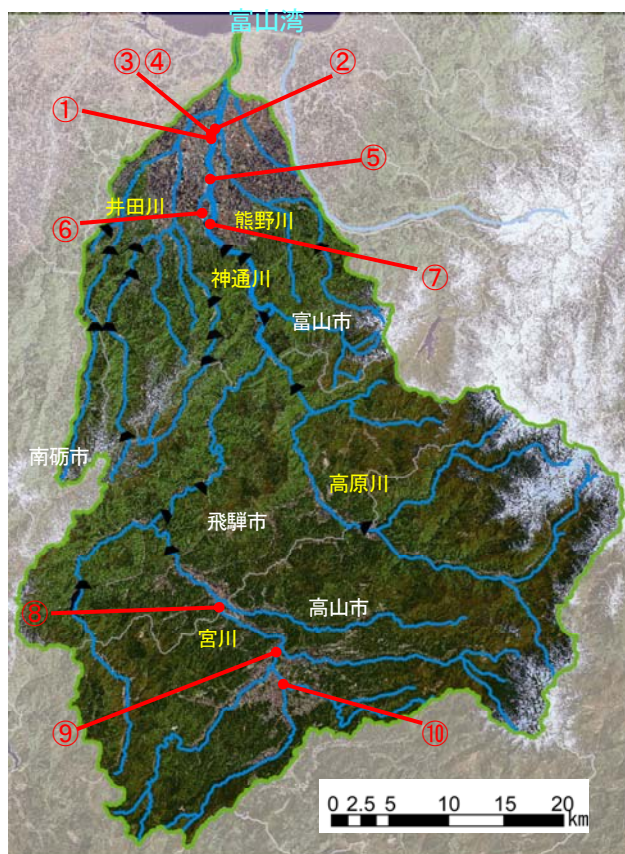 富山湾
③ ④ ②
①
⑤
井田川
⑥ 熊野川
⑦
神通川
富山市
南砺市
高原川
飛騨市
⑧ 高山市
宮川
⑨ ⑩
0 2.5 5 10 15 20
km